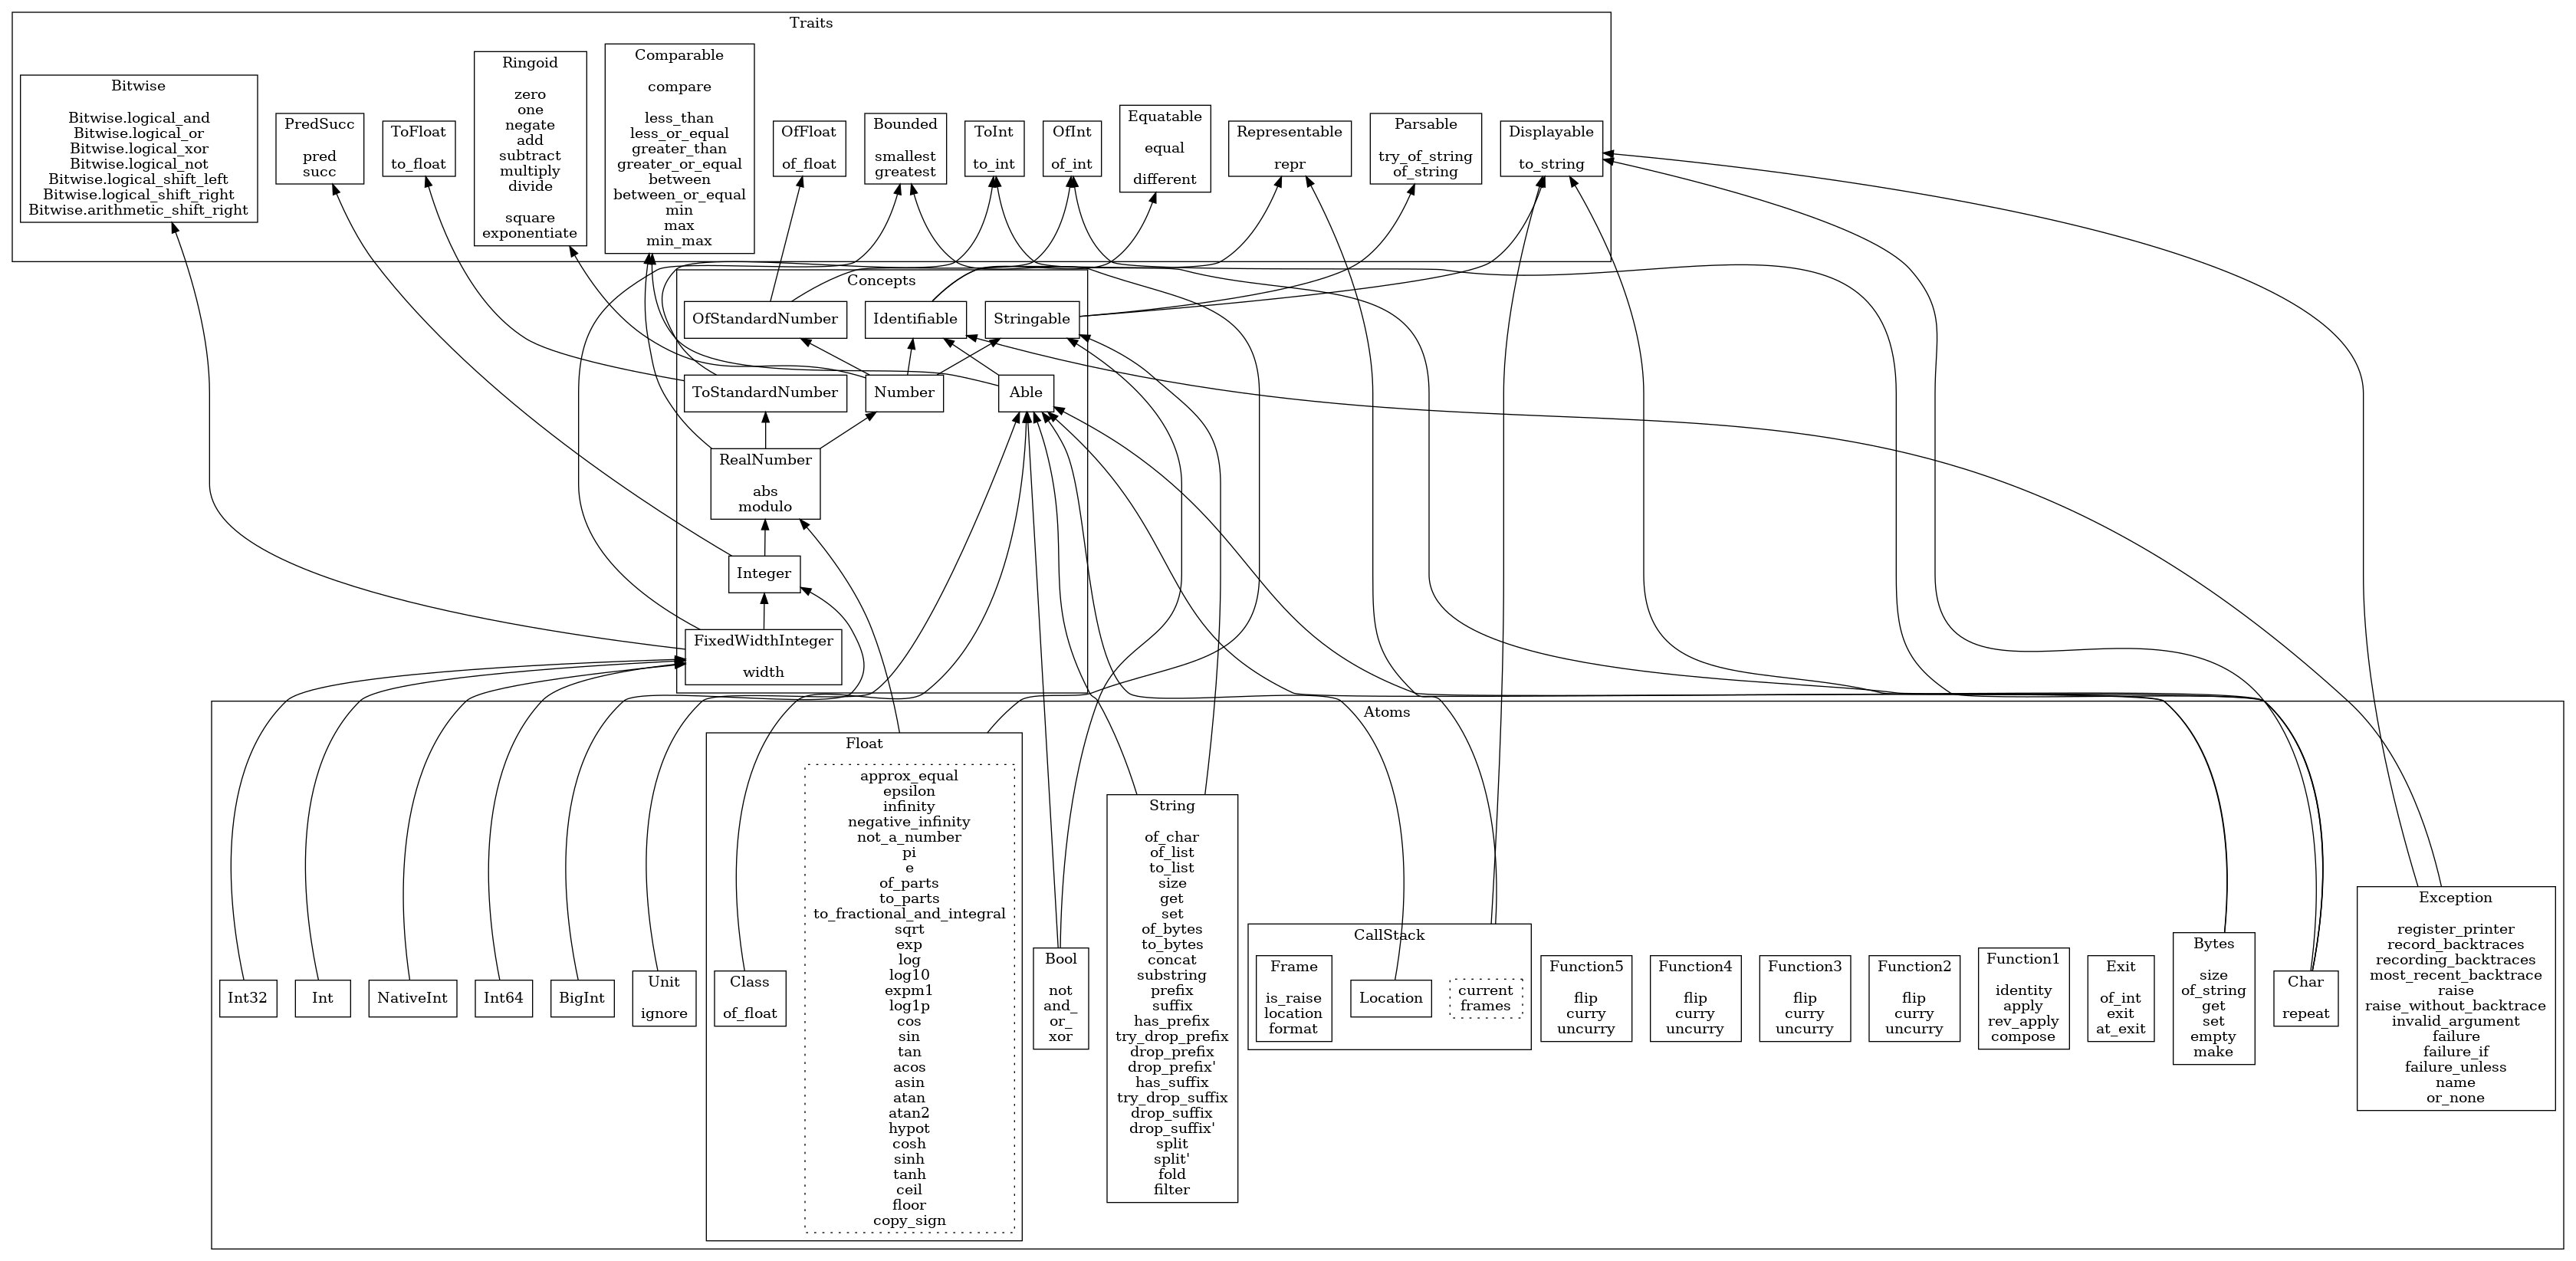 Traits
Bitwise
Bitwise.logical_and
Bitwise.logical_or
Bitwise.logical_xor
Bitwise.logical_not
Bitwise.logical_shift_left
Bitwise.logical_shift_right
Bitwise.arithmetic_shift_right
PredSucc
pred
succ
ToFloat
to_float
Ringoid
zero
one
negate
add
subtract
multiply
divide
square
exponentiate
Comparable
compare
less_than
less_or_equal
greater_than
greater_or_equal
between
between_or_equal
min
max
min_max
OfFloat
of_float
Bounded
smallest
greatest
ToInt
to_int
OfInt
of_int
Equatable
equal
different
Representable
repr
Parsable
try_of_string
of_string
Displayable
to_string
Concepts
OfStandardNumber
Identifiable
Stringable
ToStandardNumber
Number
Able
RealNumber
abs
modulo
Integer
FixedWidthInteger
width
Atoms
Int32
Int
NativeInt
Int64
BigInt
Unit
ignore
Float
Class
of_float
approx_equal
epsilon
infinity
negative_infinity
not_a_number
pi
e
of_parts
to_parts
to_fractional_and_integral
sqrt
exp
log
log10
expm1
log1p
cos
sin
tan
acos
asin
atan
atan2
hypot
cosh
sinh
tanh
ceil
floor
copy_sign
Bool
not
and_
or_
xor
String
of_char
of_list
to_list
size
get
set
of_bytes
to_bytes
concat
substring
prefix
suffix
has_prefix
try_drop_prefix
drop_prefix
drop_prefix'
has_suffix
try_drop_suffix
drop_suffix
drop_suffix'
split
split'
fold
filter
CallStack
Frame
is_raise
location
format
Location
current
frames
Function5
flip
curry
uncurry
Function4
flip
curry
uncurry
Function3
flip
curry
uncurry
Function2
flip
curry
uncurry
Function1
identity
apply
rev_apply
compose
Exit
of_int
exit
at_exit
Bytes
size
of_string
get
set
empty
make
Char
repeat
Exception
register_printer
record_backtraces
recording_backtraces
most_recent_backtrace
raise
raise_without_backtrace
invalid_argument
failure
failure_if
failure_unless
name
or_none